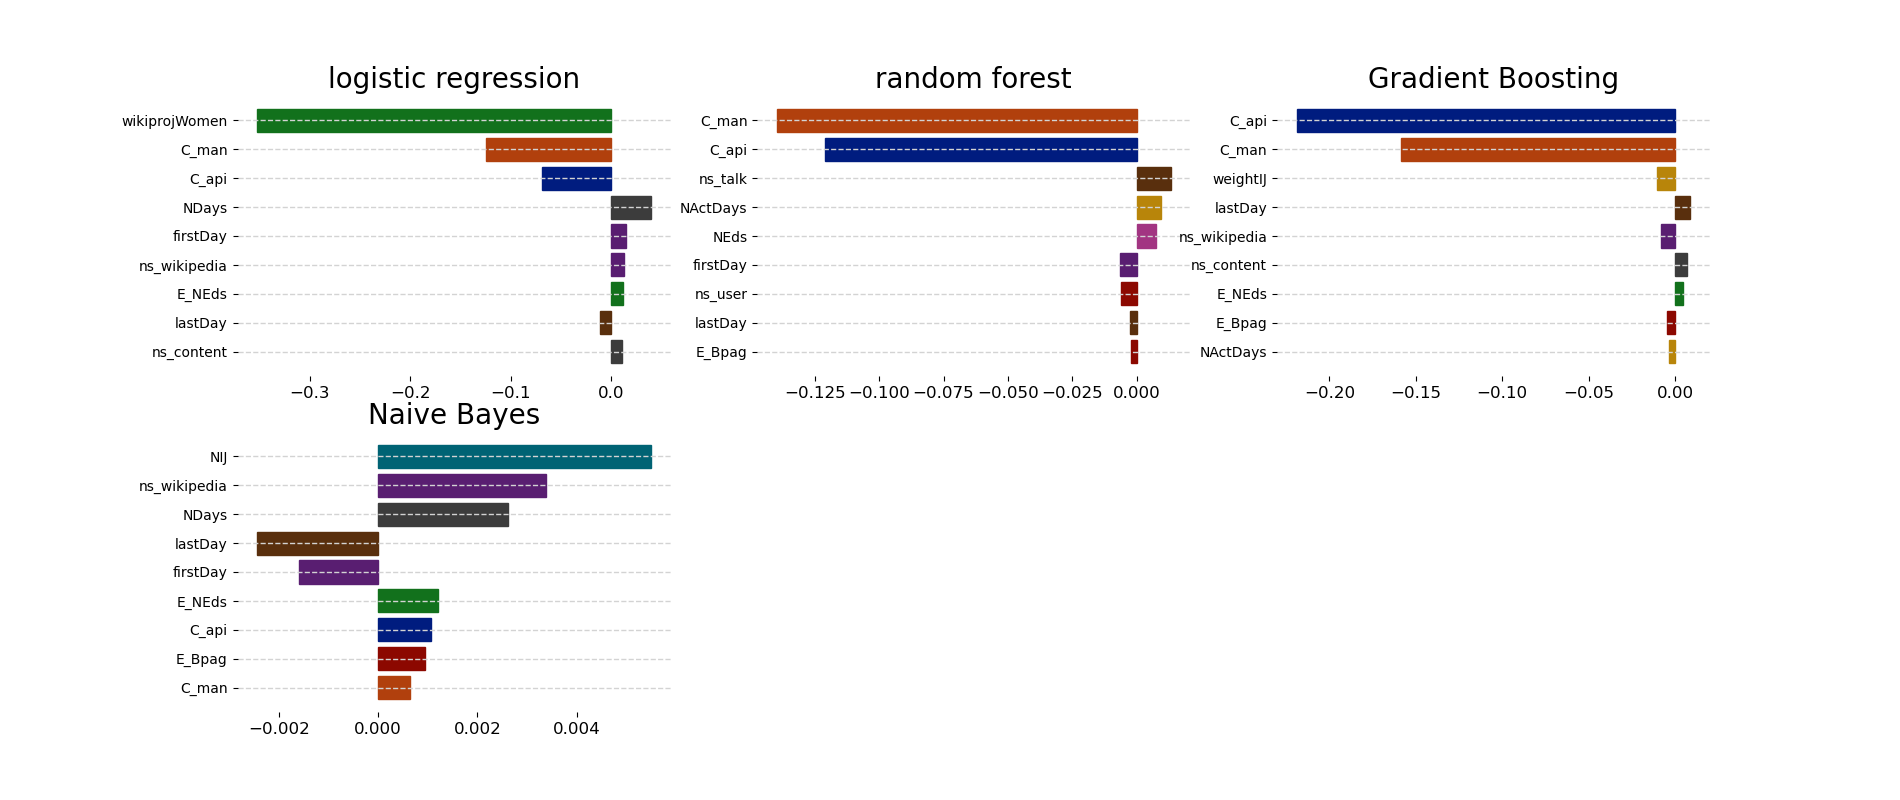 logistic regression
wikiprojWomen
C_man
C_api
NDays
firstDay
ns_wikipedia
E_NEds
lastDay
ns_content
−0.3 −0.2 −0.1 0.0
random forest
C_man
C_api
ns_talk
NActDays
NEds
firstDay
ns_user
lastDay
E_Bpag
−0.125 −0.100 −0.075 −0.050 −0.025 0.000
Gradient Boosting
C_api
C_man
weightIJ
lastDay
ns_wikipedia
ns_content
E_NEds
E_Bpag
NActDays
−0.20 −0.15 −0.10 −0.05 0.00
Naive Bayes
NIJ
ns_wikipedia
NDays
lastDay
firstDay
E_NEds
C_api
E_Bpag
C_man
−0.002 0.000 0.002 0.004